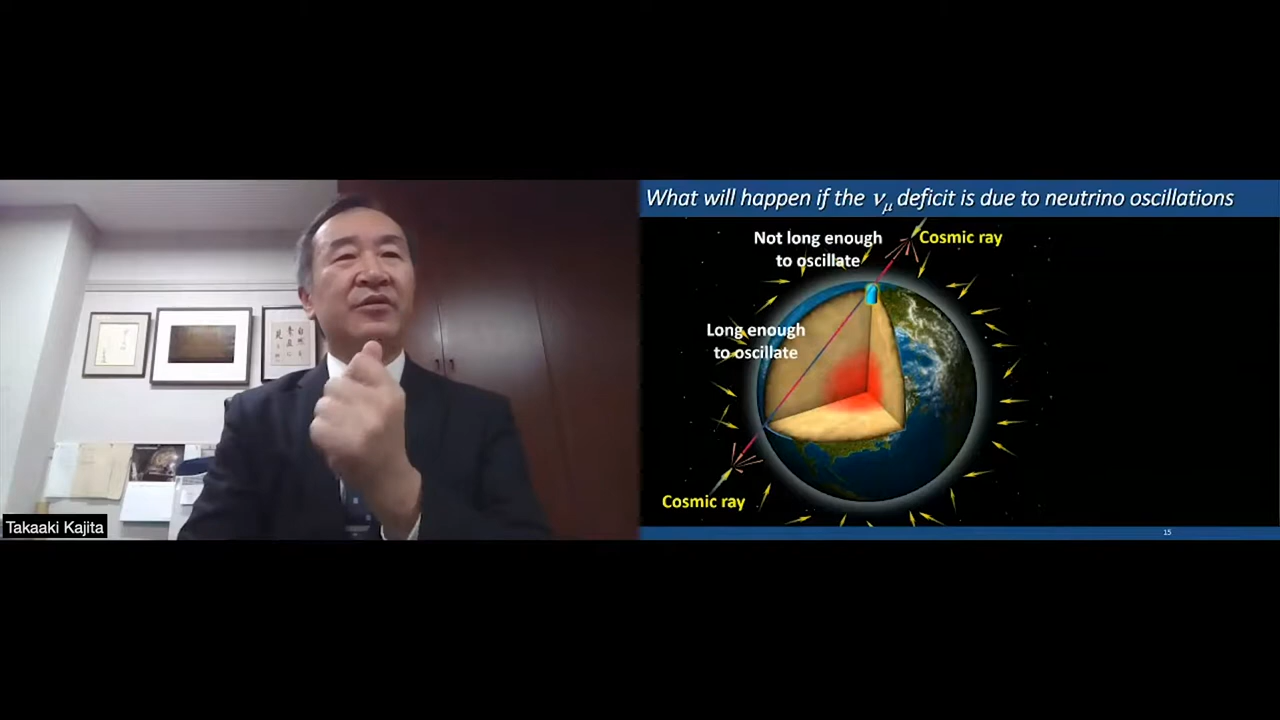 What will happen if the νμ deficit is due to neutrino oscillations
Not long enough
to oscillate
Cosmic ray
Long enough
to oscillate
Cosmic ray
Takaaki Kajita
15